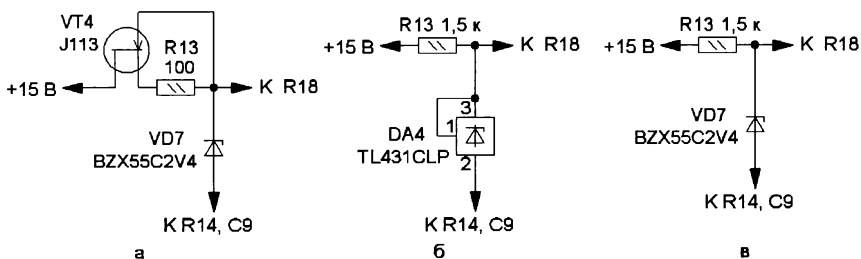 VT4
J113
R13
100
+15 В
К R18
VD7
BZX55C2V4
К R14, C9
а
R13 1,5 к
+15 В
К R18
3
1
DA4
TL431CLP
2
К R14, C9
б
R13 1,5 к
+15 В
К R18
VD7
BZX55C2V4
К R14, C9
в